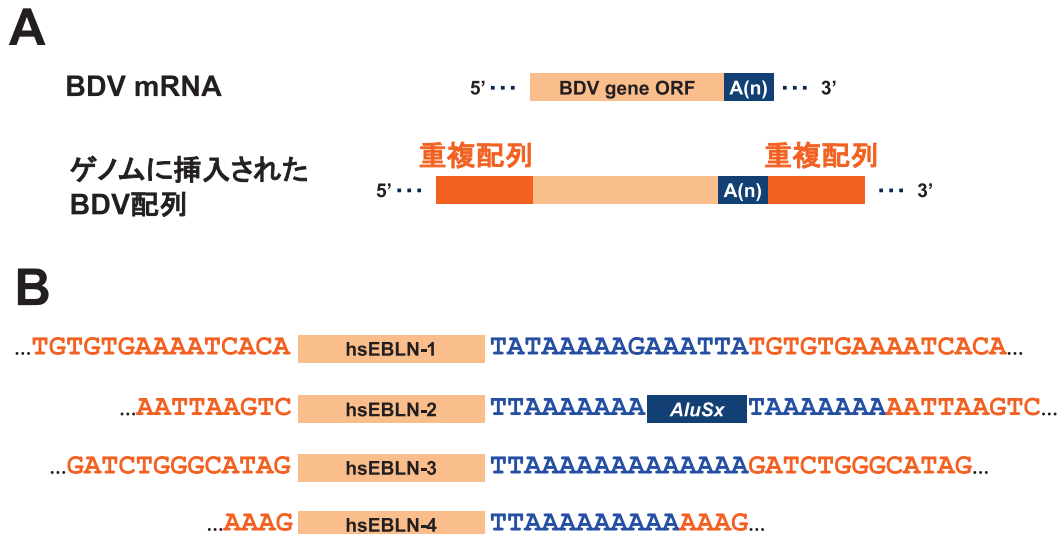 A
BDV mRNA 5' ··· BDV gene ORF A(n) ··· 3'
重複配列 重複配列
ゲノムに挿入された
BDV配列
5' ··· A(n) ··· 3'
B
...TGTGTGAAAATCACA hsEBLN-1 TATAAAAAGAAATTATGTGTGAAAATCACA...
...AATTAAGTC hsEBLN-2 TTAAAAAAA AluSx TAAAAAAAAATTAAGTC...
...GATCTGGGCATAG hsEBLN-3 TTAAAAAAAAAAAAAGATCTGGGCATAG...
...AAAG hsEBLN-4 TTAAAAAAAAAAAAG...